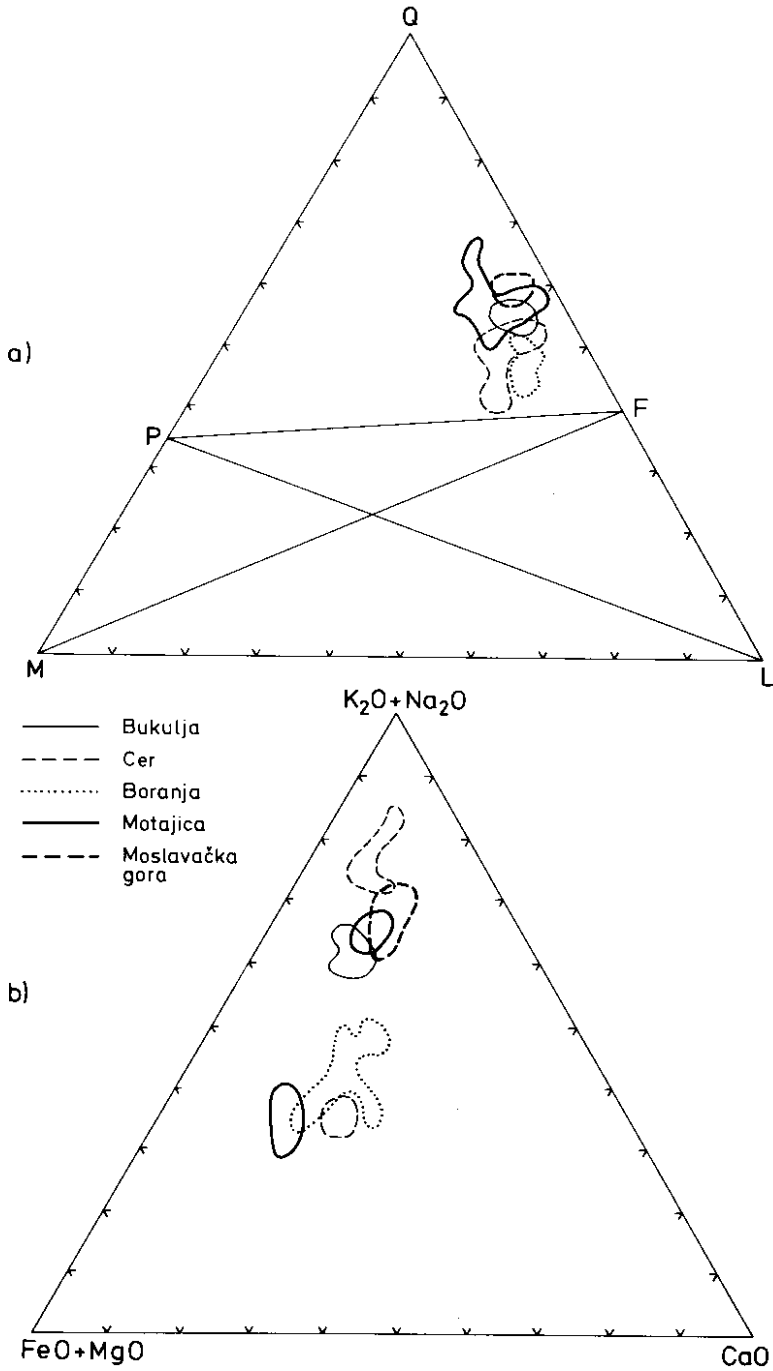 Q
a)
P
F
M
L
K₂O+Na₂O
Bukulja
Cer
Boranja
Motajica
Moslavačka
gora
b)
FeO+MgO
CaO